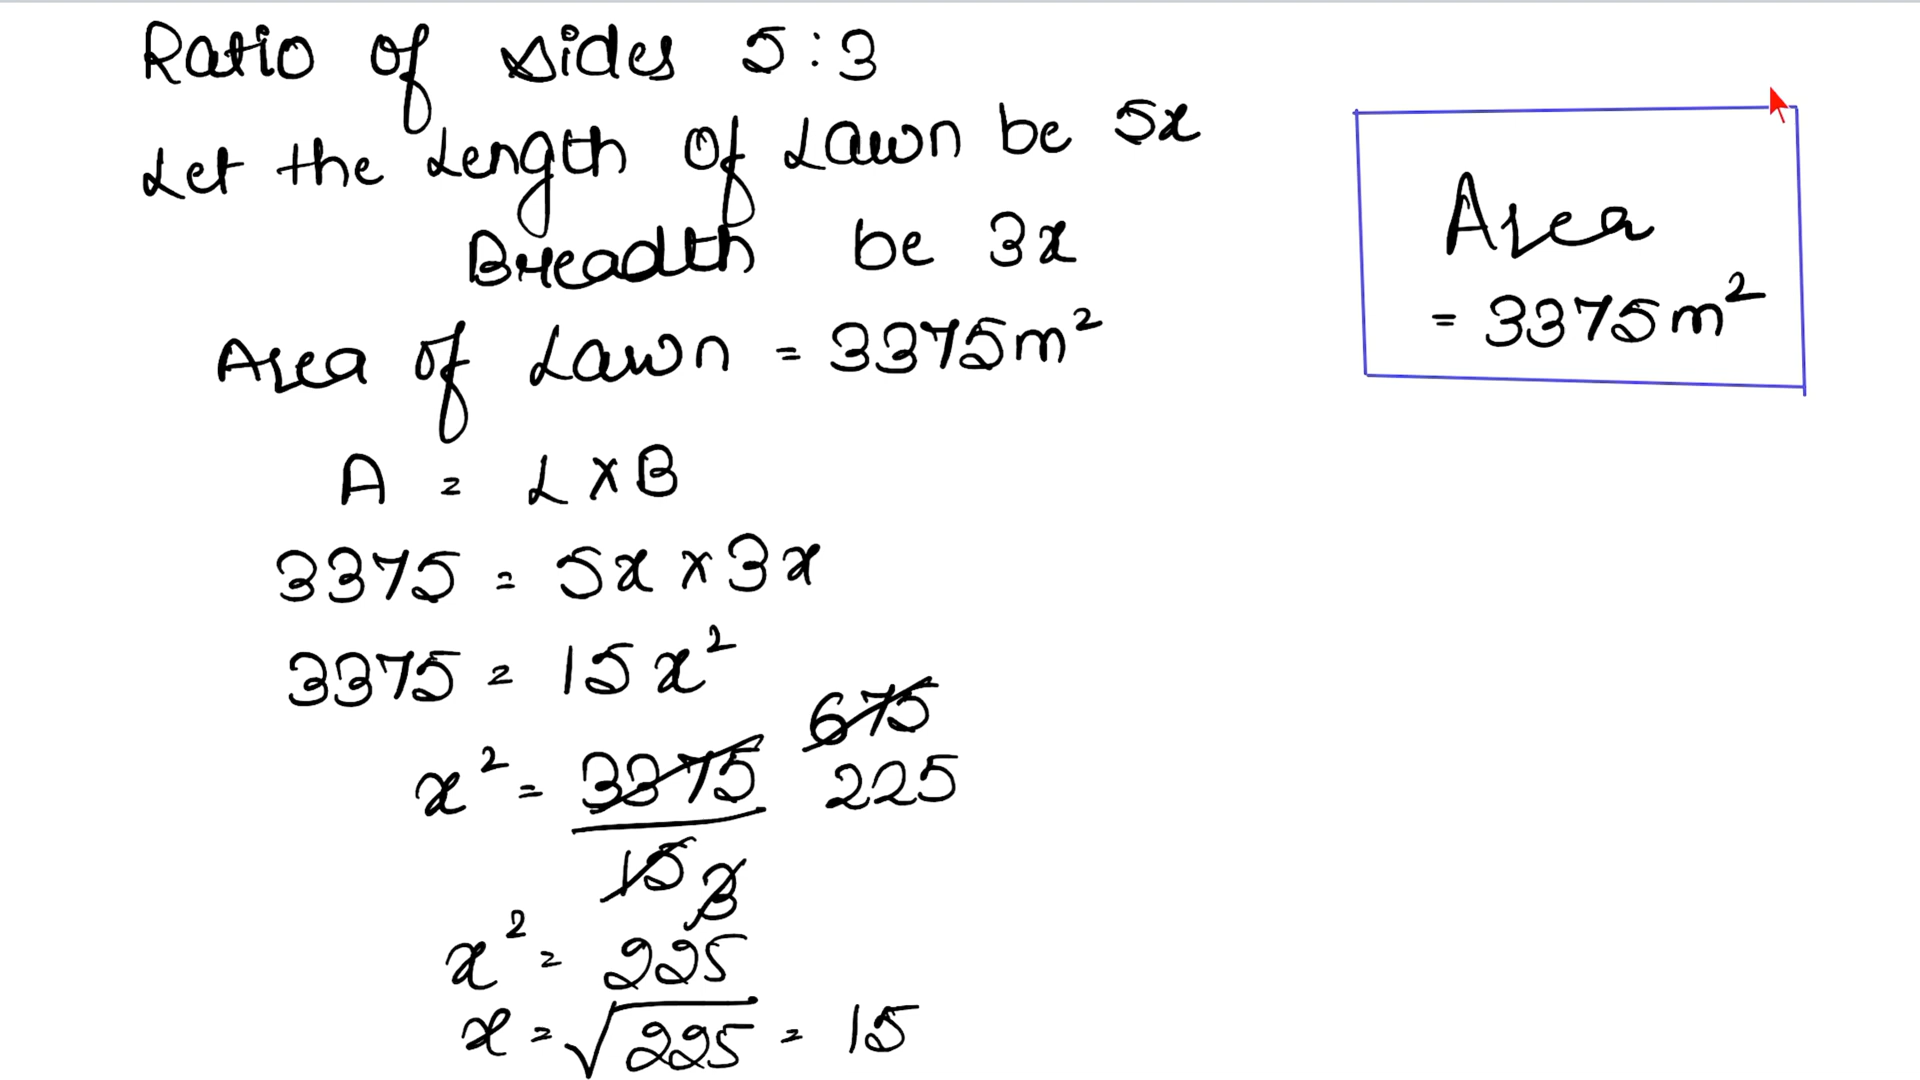 Ratio of sides 5:3
Let the Length of Lawn be 5x
Breadth be 3x
Area of Lawn = 3375m²
A = L×B
3375 = 5x×3x
3375 = 15x²
675
x² = 3375 225
15 3
x² = 225
x = √225 = 15
Area
= 3375m²